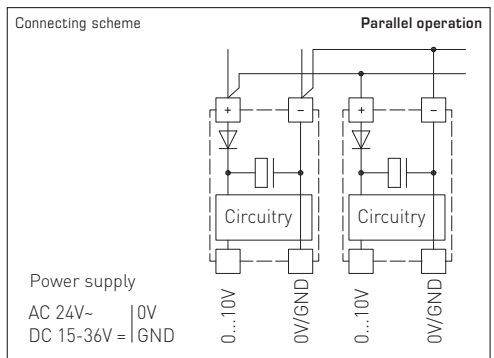 Connecting scheme Parallel operation
+ − + −
Circuitry Circuitry
Power supply
AC 24V~ 0V
DC 15-36V = GND
0...10V 0V/GND 0...10V 0V/GND